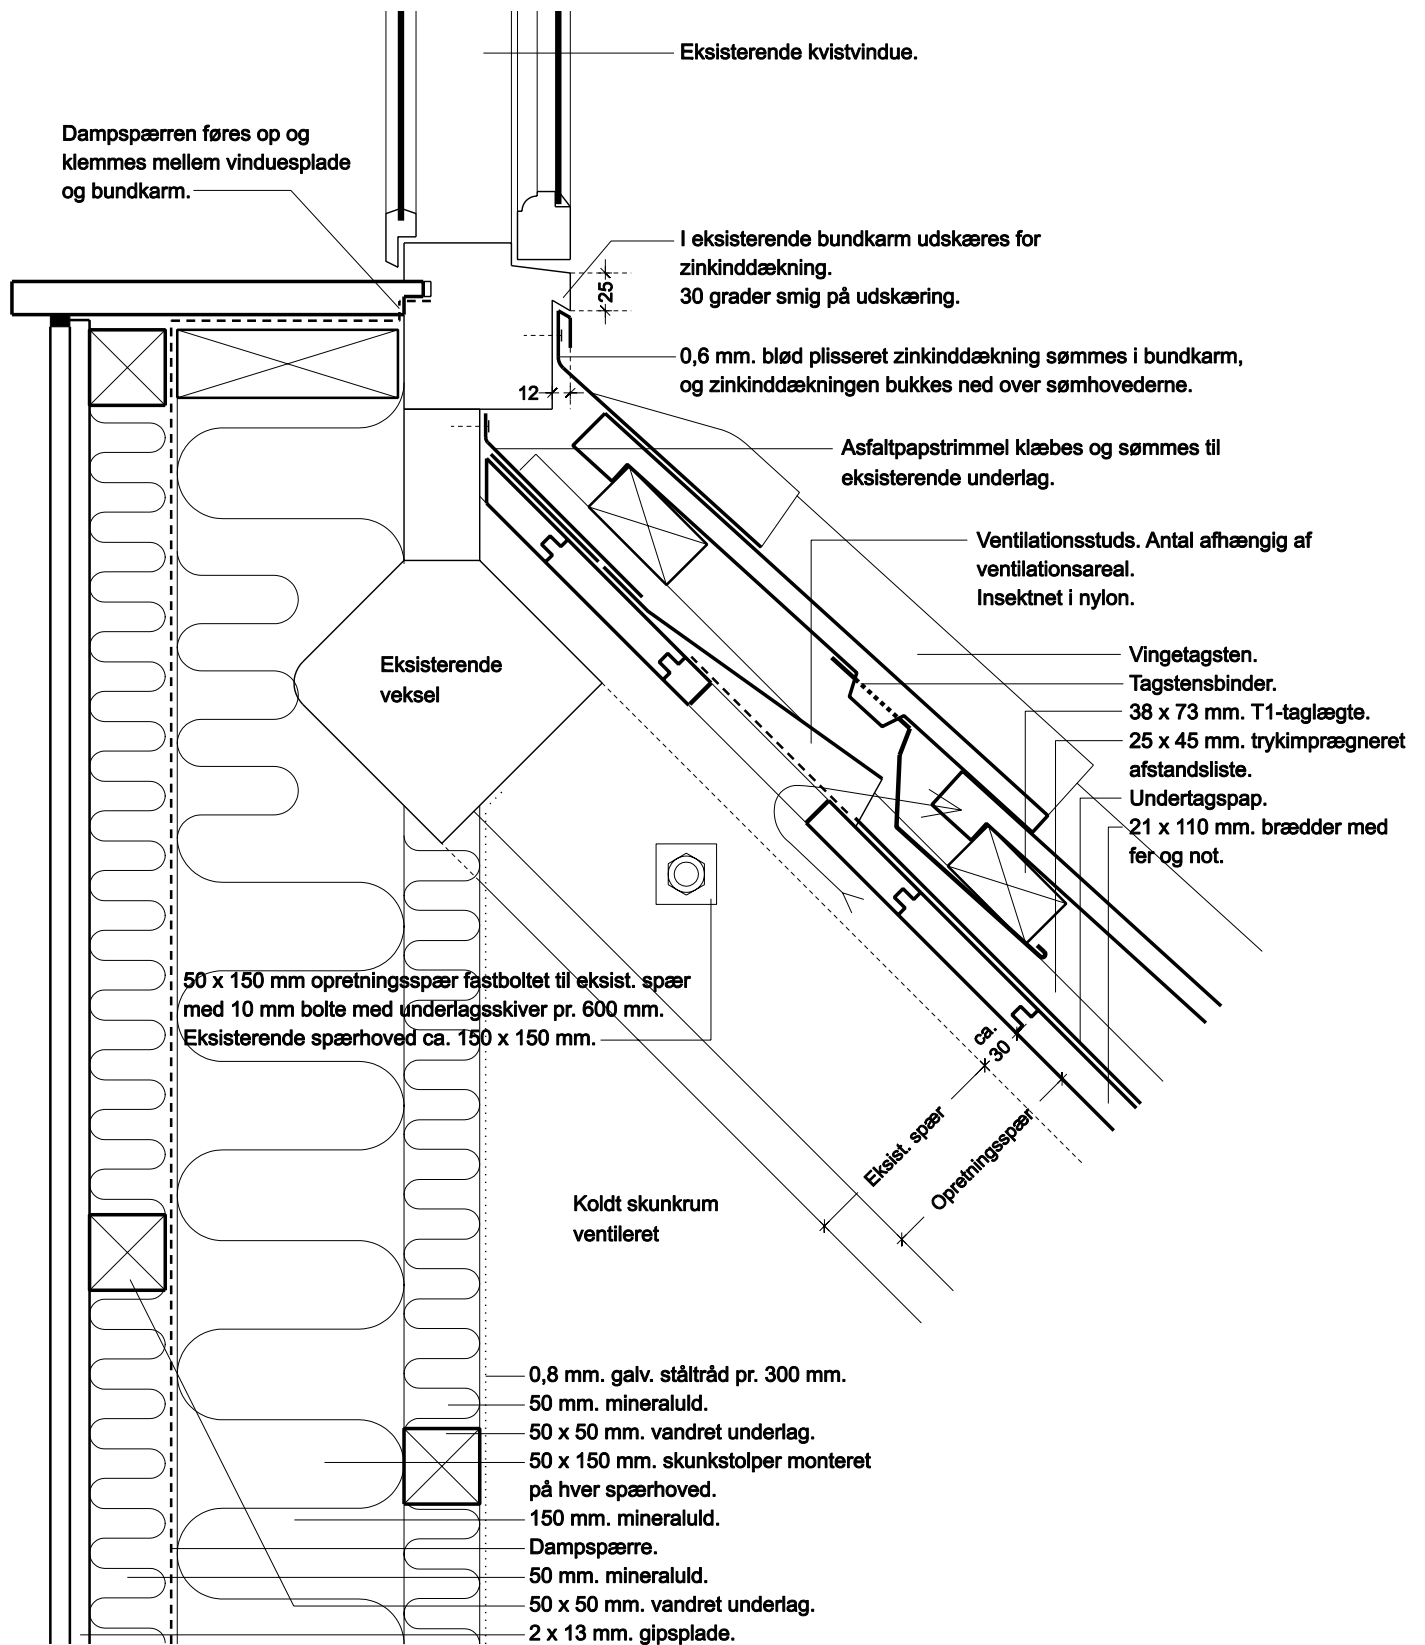 Eksisterende kvistvindue.
Dampspærren føres op og
klemmes mellem vinduesplade
og bundkarm.
I eksisterende bundkarm udskæres for
zinkinddækning.
30 grader smig på udskæring.
25
0,6 mm. blød plisseret zinkinddækning sømmes i bundkarm,
og zinkinddækningen bukkes ned over sømhovederne.
12
Asfaltpapstrimmel klæbes og sømmes til
eksisterende underlag.
Ventilationsstuds. Antal afhængig af
ventilationsareal.
Insektnet i nylon.
Eksisterende
veksel
Vingetagsten.
Tagstensbinder.
38 x 73 mm. T1-taglægte.
25 x 45 mm. trykimprægneret
afstandsliste.
Undertagspap.
21 x 110 mm. brædder med
fer og not.
50 x 150 mm opretningsspær fastboltet til eksist. spær
med 10 mm bolte med underlagsskiver pr. 600 mm.
Eksisterende spærhoved ca. 150 x 150 mm.
ca.
30
Eksist. spær
Opretningsspær
Koldt skunkrum
ventileret
0,8 mm. galv. ståltråd pr. 300 mm.
50 mm. mineraluld.
50 x 50 mm. vandret underlag.
50 x 150 mm. skunkstolper monteret
på hver spærhoved.
150 mm. mineraluld.
Dampspærre.
50 mm. mineraluld.
50 x 50 mm. vandret underlag.
2 x 13 mm. gipsplade.